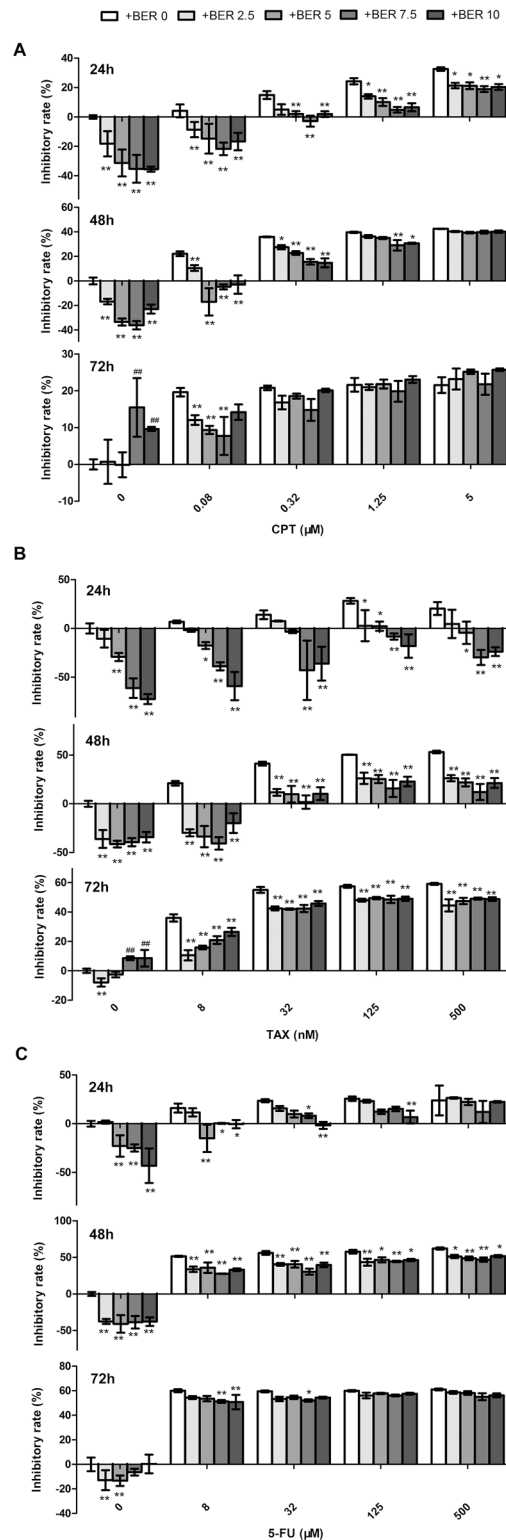 +BER 0 +BER 2.5 +BER 5 +BER 7.5 +BER 10
A
24h
Inhibitory rate (%)
40
20
0
-20
-40
-60
** ** ** **
** ** ** **
** ** **
* ** ** **
* * ** *
48h
Inhibitory rate (%)
60
40
20
0
-20
-40
-60
** ** ** **
** ** ** **
* ** ** **
** *
72h
Inhibitory rate (%)
30
20
10
0
-10
## ##
** ** **
0 0.08 0.32 1.25 5
CPT (µM)
B
24h
Inhibitory rate (%)
50
0
-50
** ** **
* ** **
** **
* * ** **
* ** **
48h
Inhibitory rate (%)
50
0
-50
** ** ** **
** ** ** **
** ** ** **
** ** ** **
** ** ** **
72h
Inhibitory rate (%)
60
40
20
0
-20
** ## ##
** ** ** **
** ** ** **
** ** ** **
** ** ** **
0 8 32 125 500
TAX (nM)
C
24h
Inhibitory rate (%)
50
0
-50
** ** **
** * *
* **
**
48h
Inhibitory rate (%)
100
50
0
-50
** ** ** **
** ** ** **
** ** ** **
** * ** *
* ** ** *
72h
Inhibitory rate (%)
80
60
40
20
0
-20
-40
** **
** **
*
0 8 32 125 500
5-FU (µM)